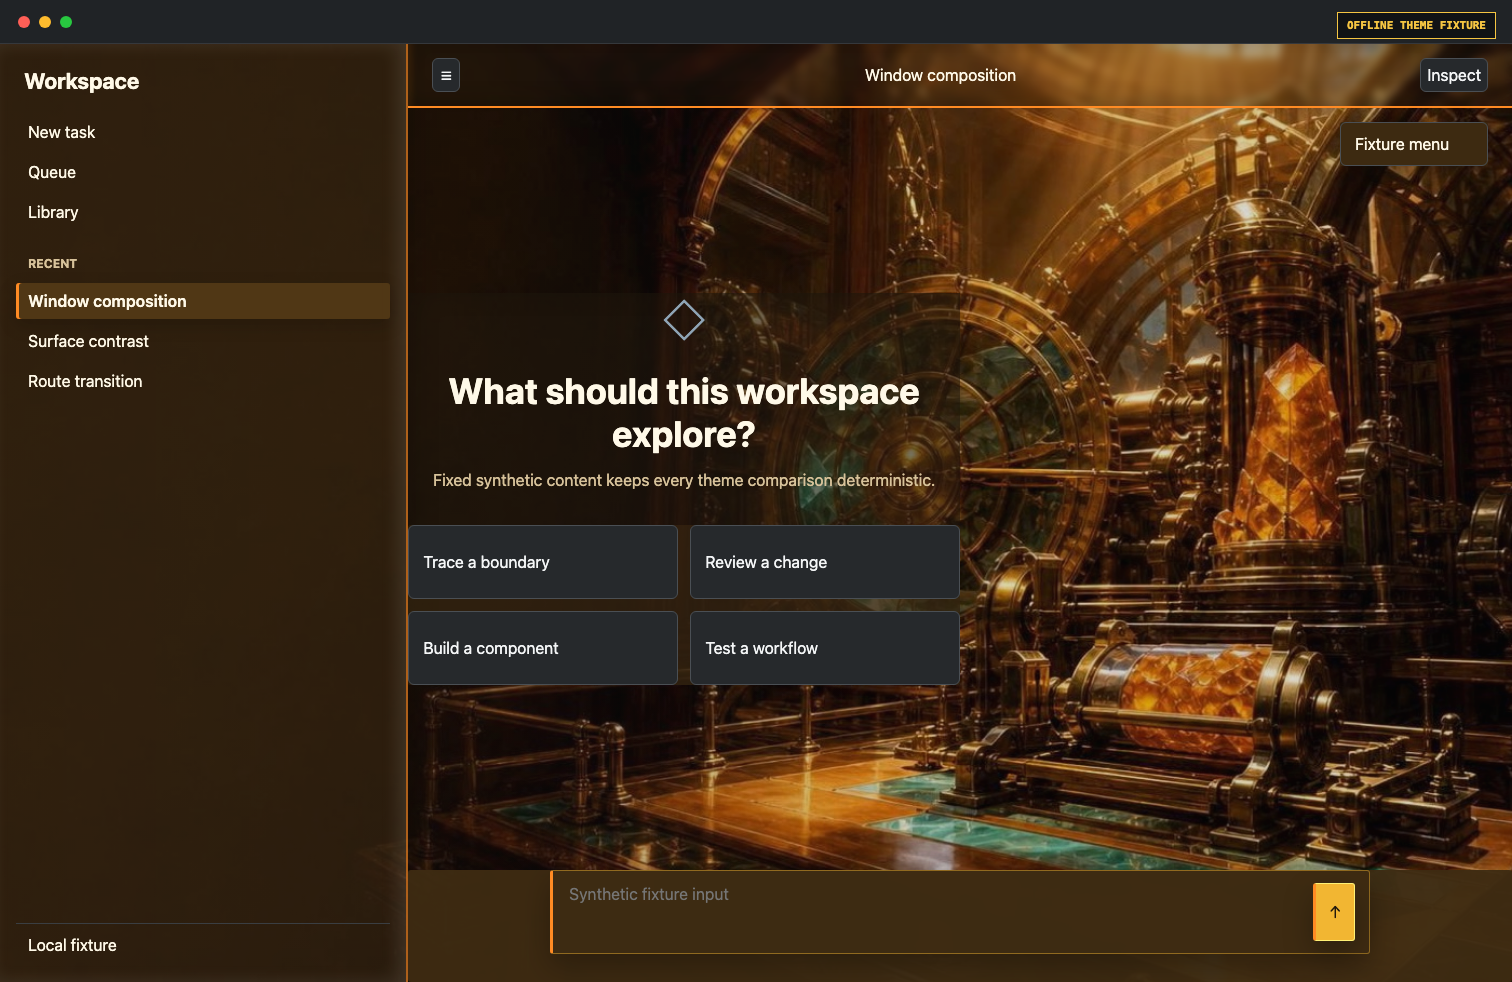 OFFLINE THEME FIXTURE
Workspace
New task
Queue
Library
RECENT
Window composition
Surface contrast
Route transition
Local fixture
Window composition
Inspect
Fixture menu
What should this workspace
explore?
Fixed synthetic content keeps every theme comparison deterministic.
Trace a boundary
Review a change
Build a component
Test a workflow
Synthetic fixture input